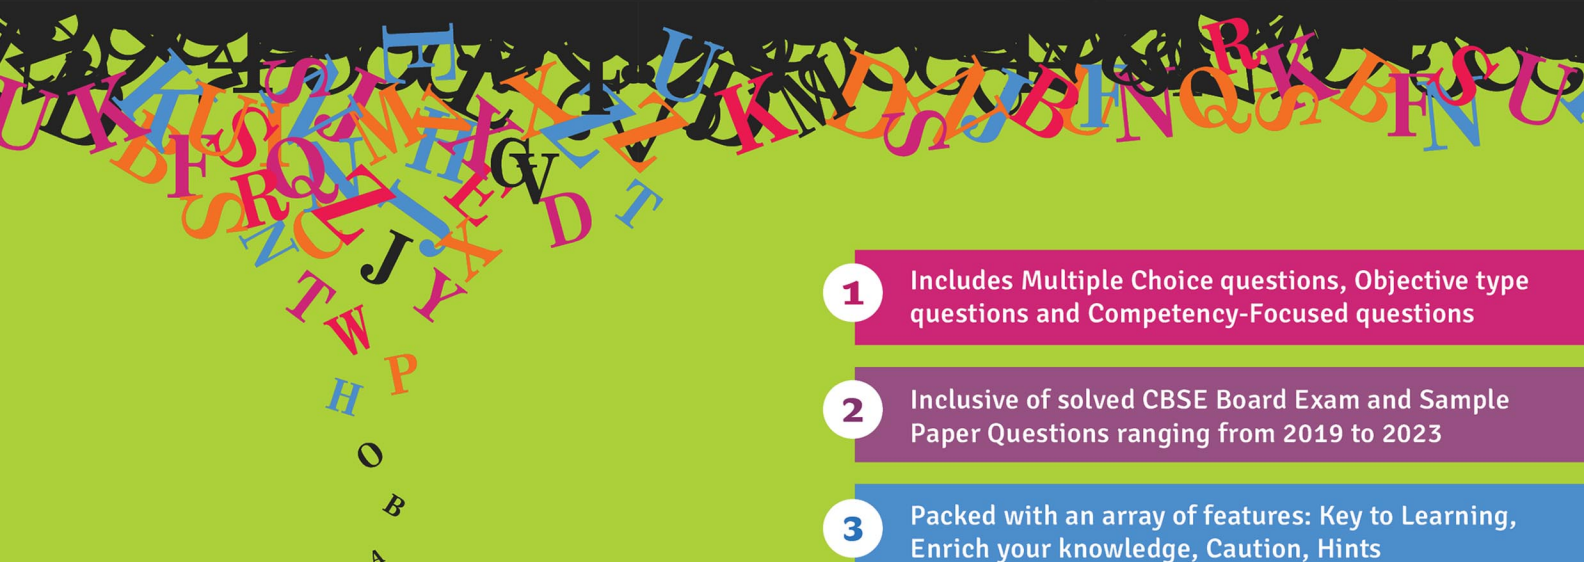 1
Includes Multiple Choice questions, Objective type
questions and Competency-Focused questions
2
Inclusive of solved CBSE Board Exam and Sample
Paper Questions ranging from 2019 to 2023
3
Packed with an array of features: Key to Learning,
Enrich your knowledge, Caution, Hints